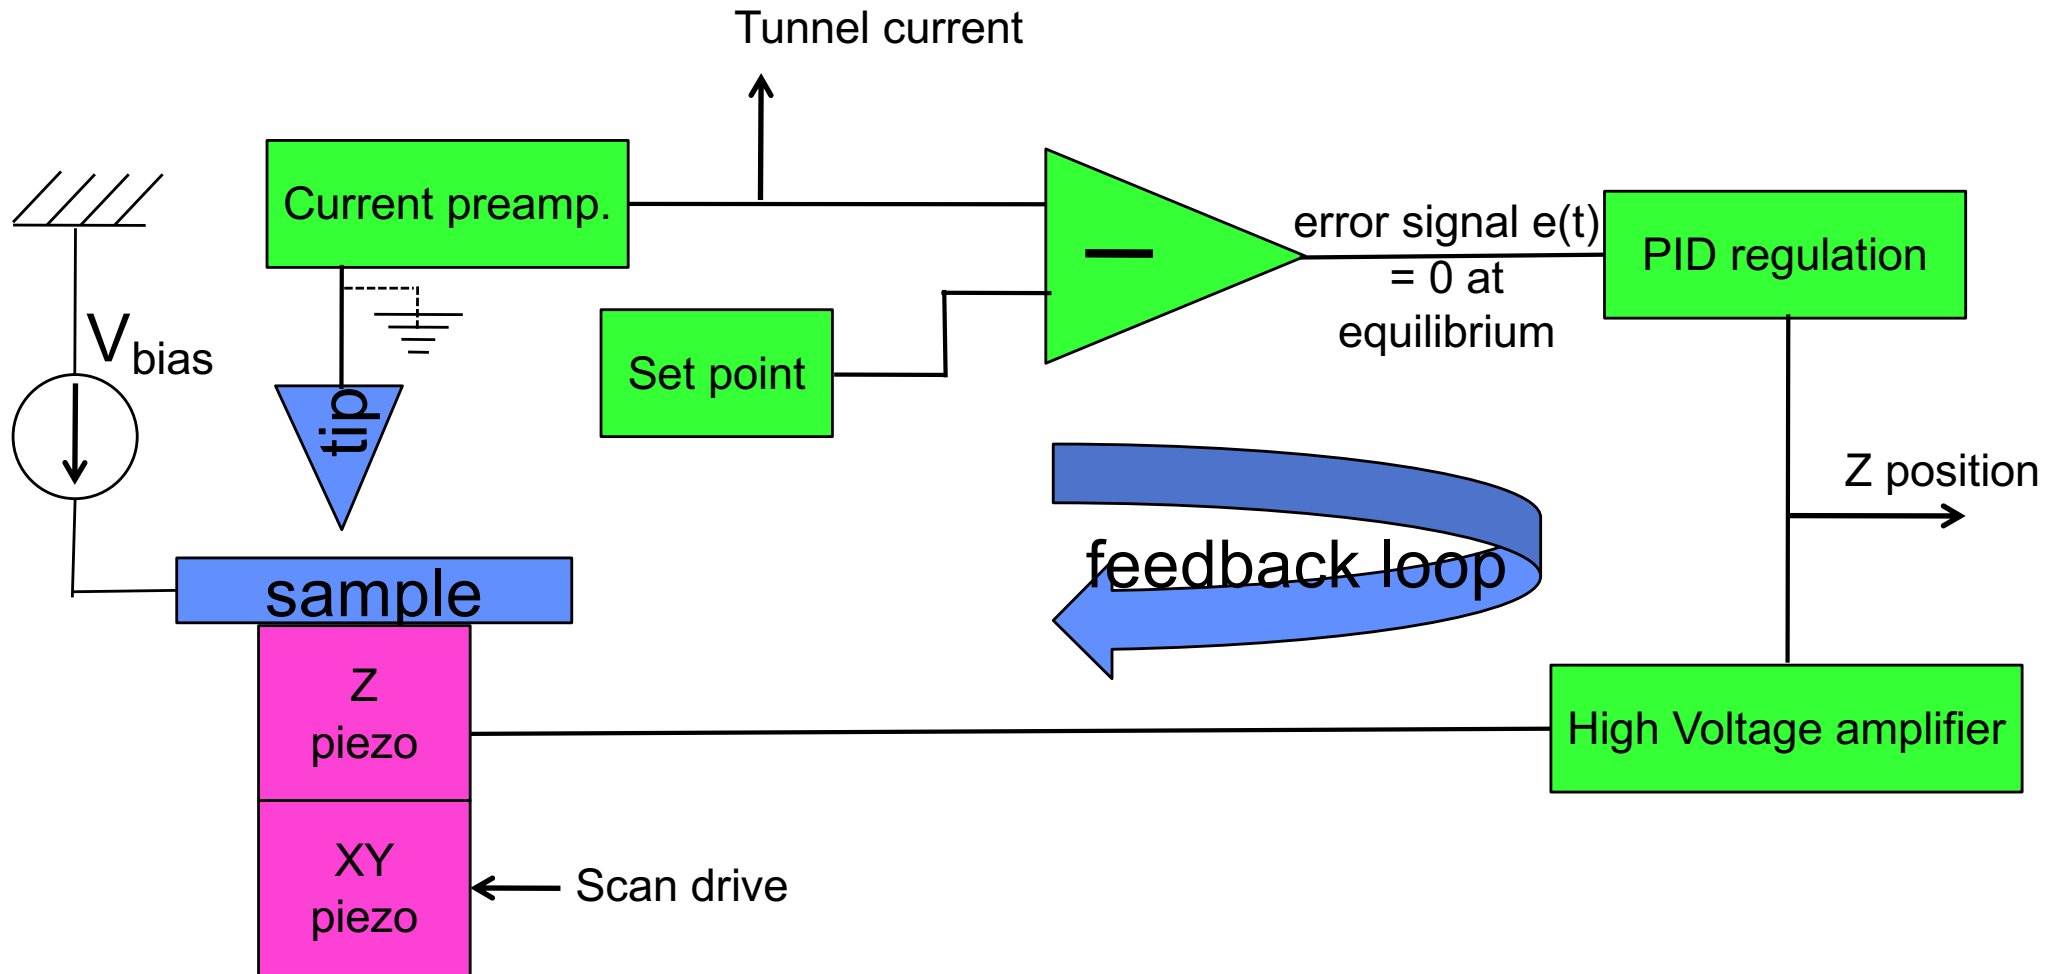 Tunnel current
Current preamp.
error signal e(t)
= 0 at
equilibrium
PID regulation
V_bias
Set point
tip
Z position
feedback loop
sample
Z
piezo
High Voltage amplifier
XY
piezo
Scan drive